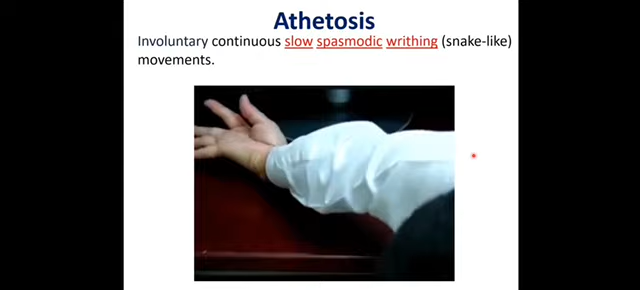 Athetosis
Involuntary continuous slow spasmodic writhing (snake-like)
movements.